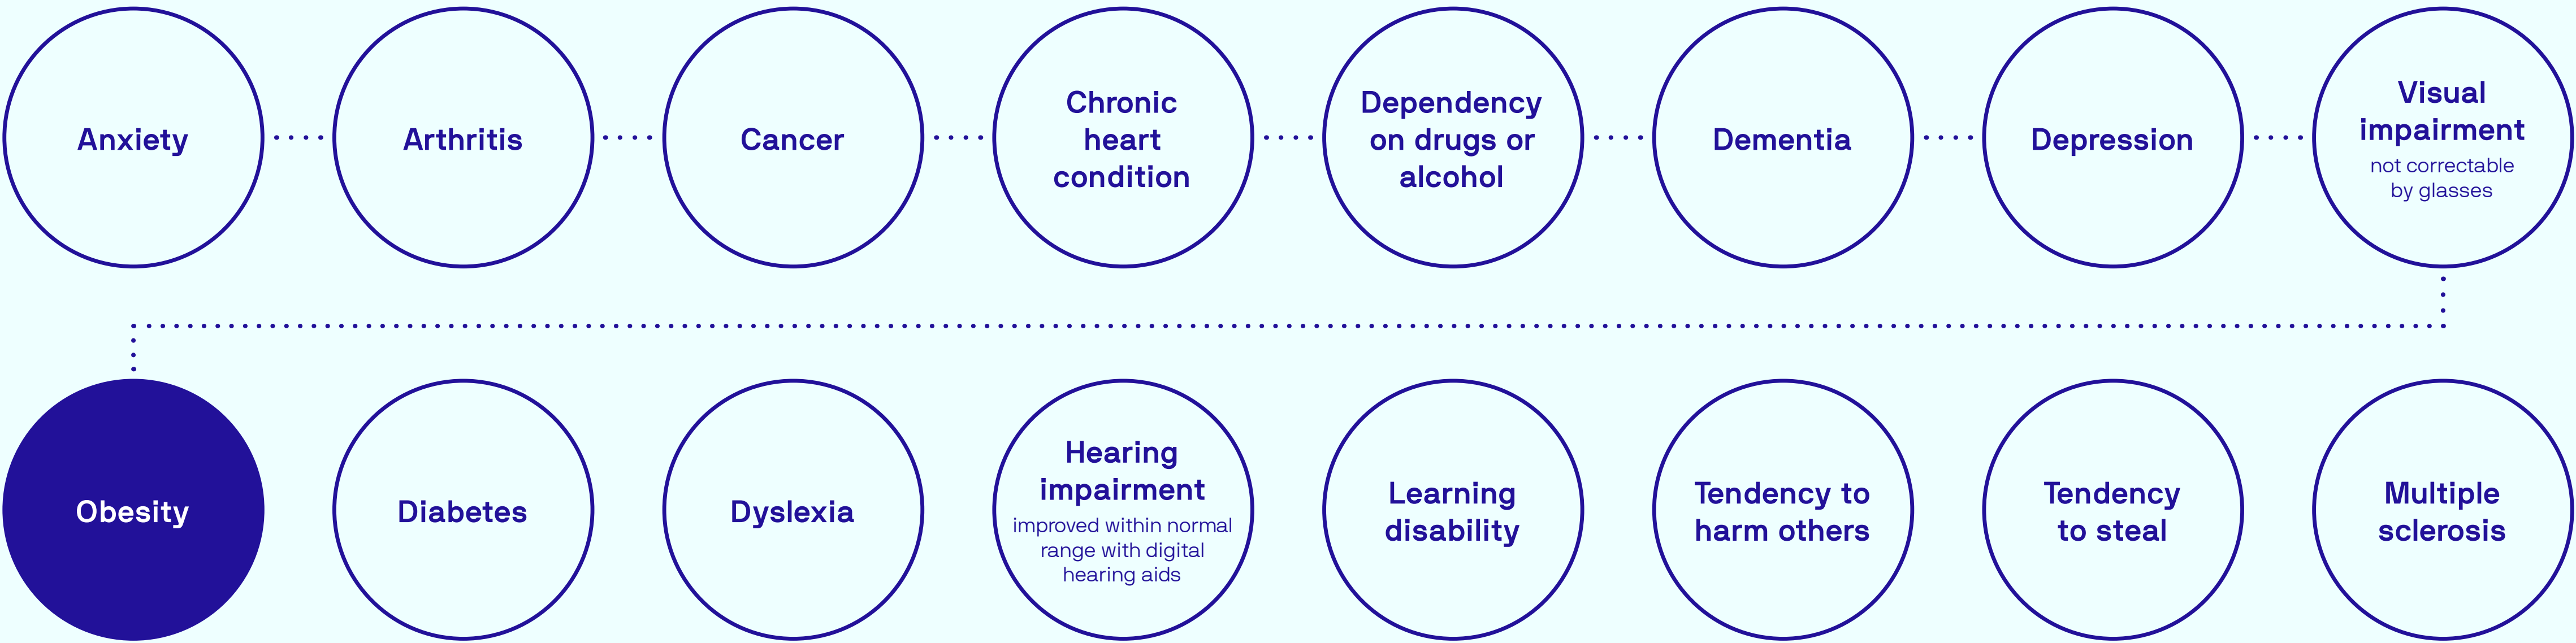 Anxiety
Arthritis
Cancer
Chronic
heart
condition
Dependency
on drugs or
alcohol
Dementia
Depression
Visual
impairment
not correctable
by glasses
Obesity
Diabetes
Dyslexia
Hearing
impairment
improved within normal
range with digital
hearing aids
Learning
disability
Tendency to
harm others
Tendency
to steal
Multiple
sclerosis